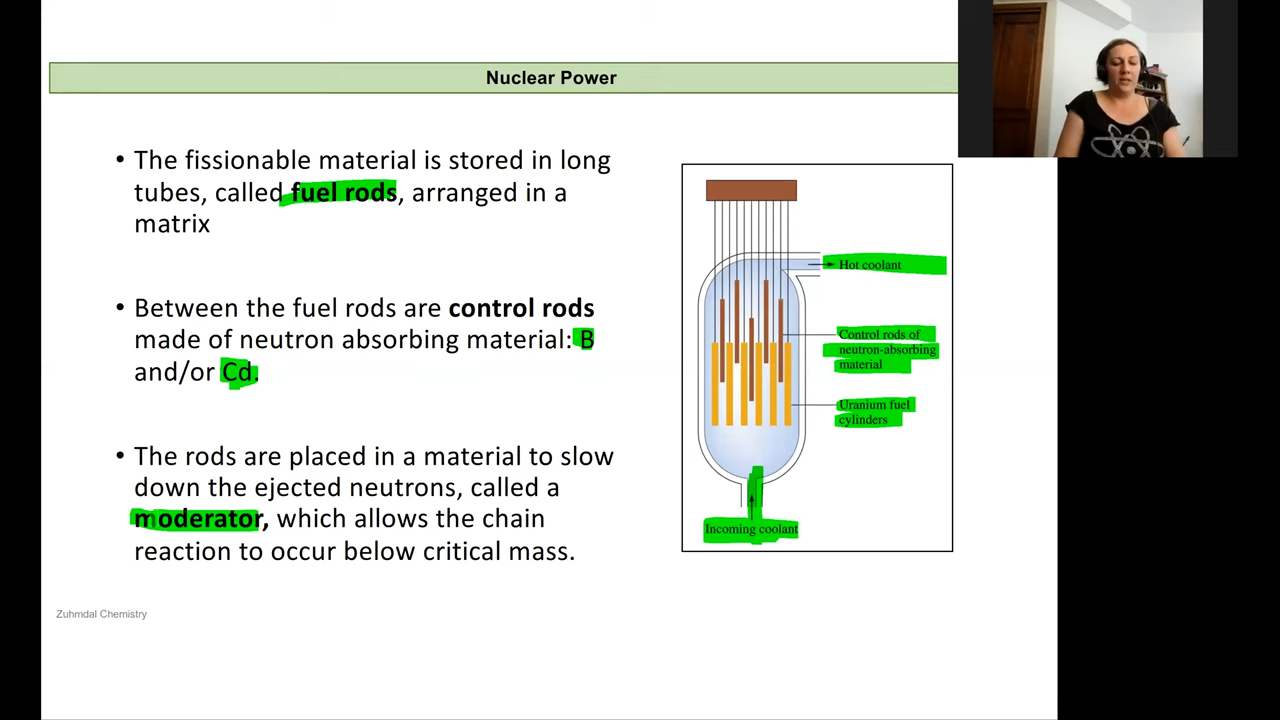 Nuclear Power
• The fissionable material is stored in long
tubes, called fuel rods, arranged in a
matrix
• Between the fuel rods are control rods
made of neutron absorbing material: B
and/or Cd.
• The rods are placed in a material to slow
down the ejected neutrons, called a
moderator, which allows the chain
reaction to occur below critical mass.
Hot coolant
Control rods of
neutron-absorbing
material
Uranium fuel
cylinders
Incoming coolant
Zuhmdal Chemistry